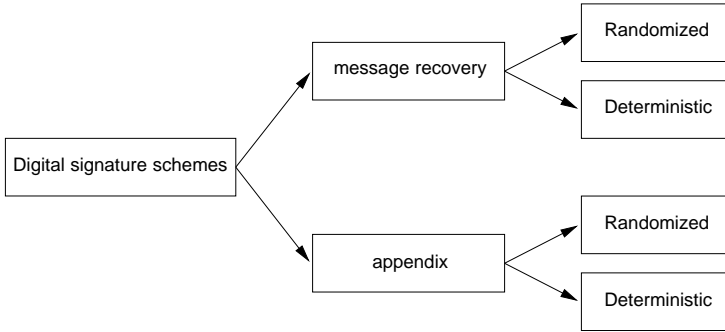 Randomized
message recovery
Deterministic
Digital signature schemes
Randomized
appendix
Deterministic